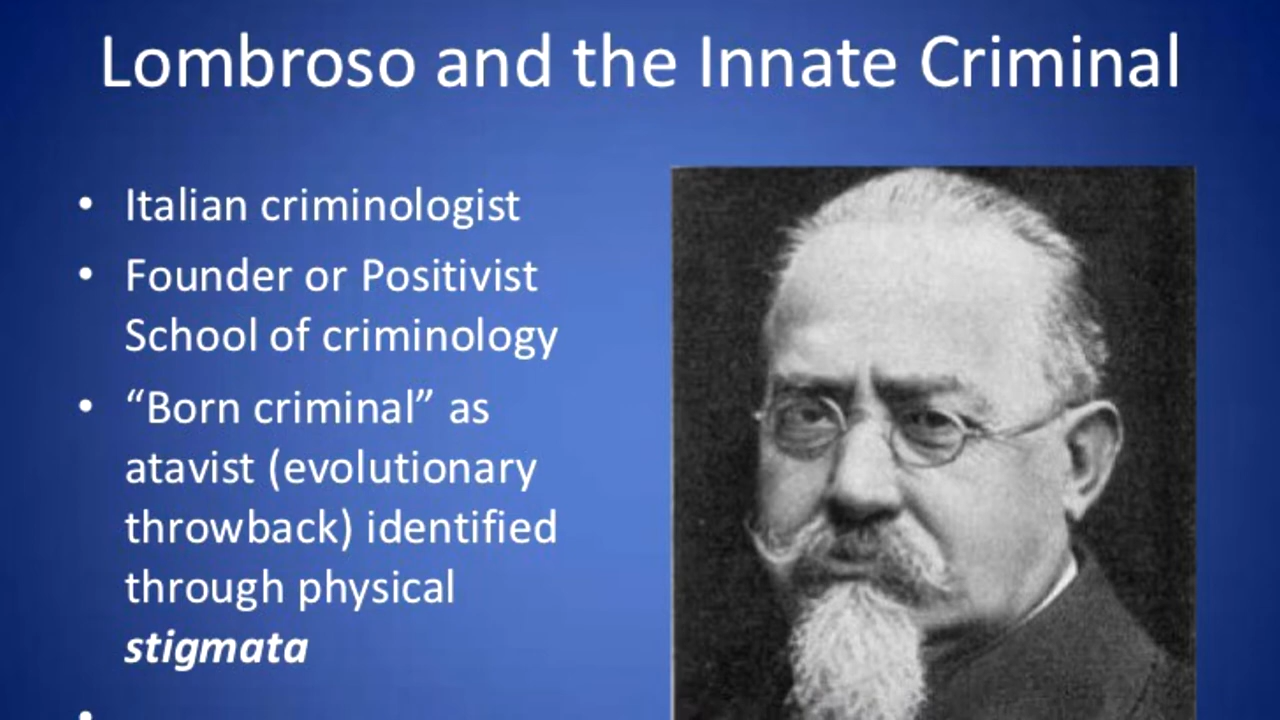 Lombroso and the Innate Criminal
• Italian criminologist
• Founder or Positivist
School of criminology
• “Born criminal” as
atavist (evolutionary
throwback) identified
through physical
stigmata
•